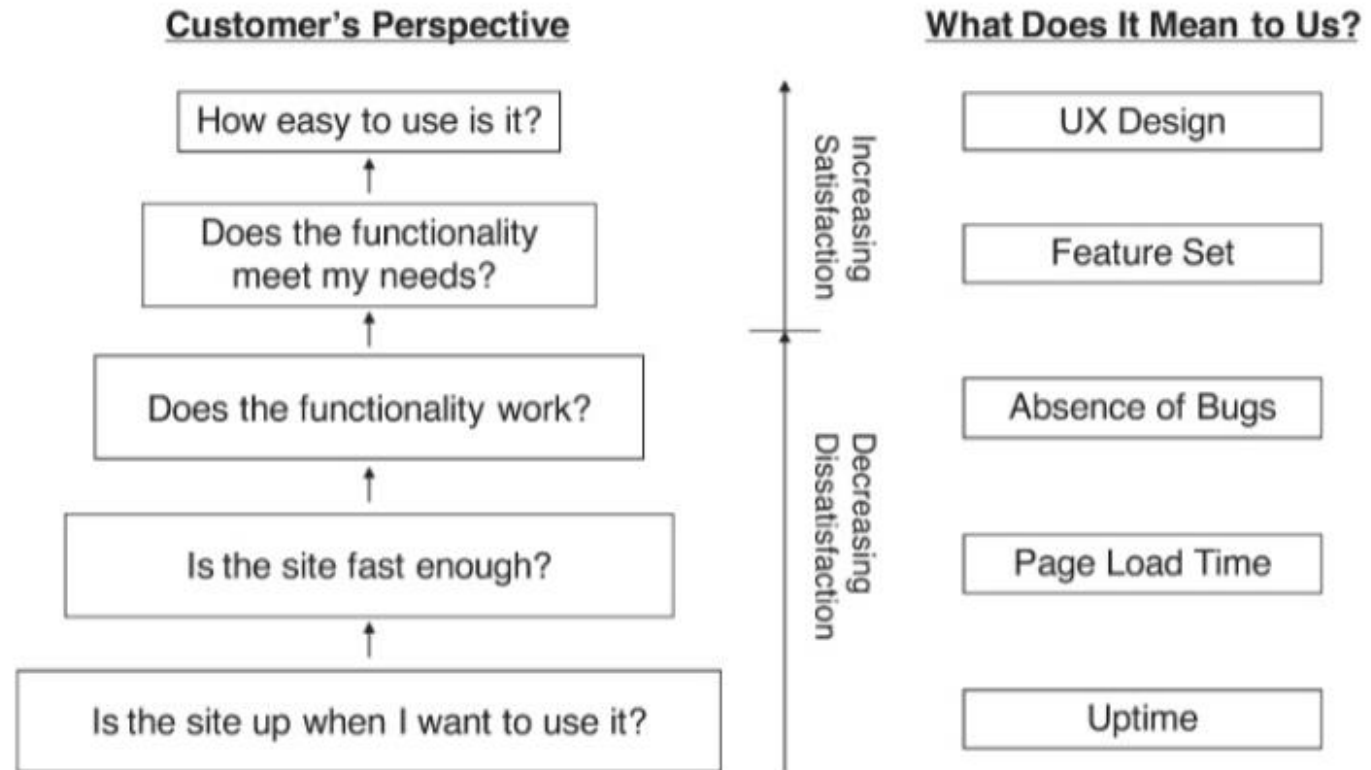 Customer's Perspective
What Does It Mean to Us?
How easy to use is it?
Does the functionality
meet my needs?
Does the functionality work?
Is the site fast enough?
Is the site up when I want to use it?
Increasing
Satisfaction
Decreasing
Dissatisfaction
UX Design
Feature Set
Absence of Bugs
Page Load Time
Uptime